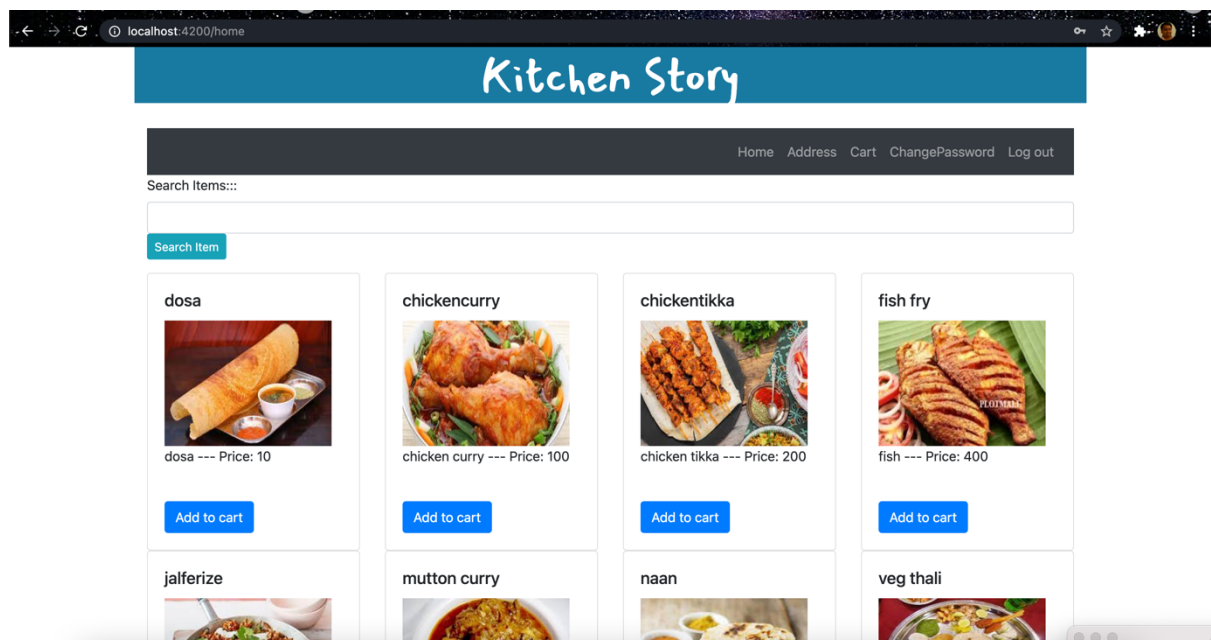 localhost:4200/home
Kitchen Story
Home Address Cart ChangePassword Log out
Search Items:::
Search Item
dosa
dosa --- Price: 10
Add to cart
chickencurry
chicken curry --- Price: 100
Add to cart
chickentikka
chicken tikka --- Price: 200
Add to cart
fish fry
PLOTMALL
fish --- Price: 400
Add to cart
jalferize
mutton curry
naan
veg thali